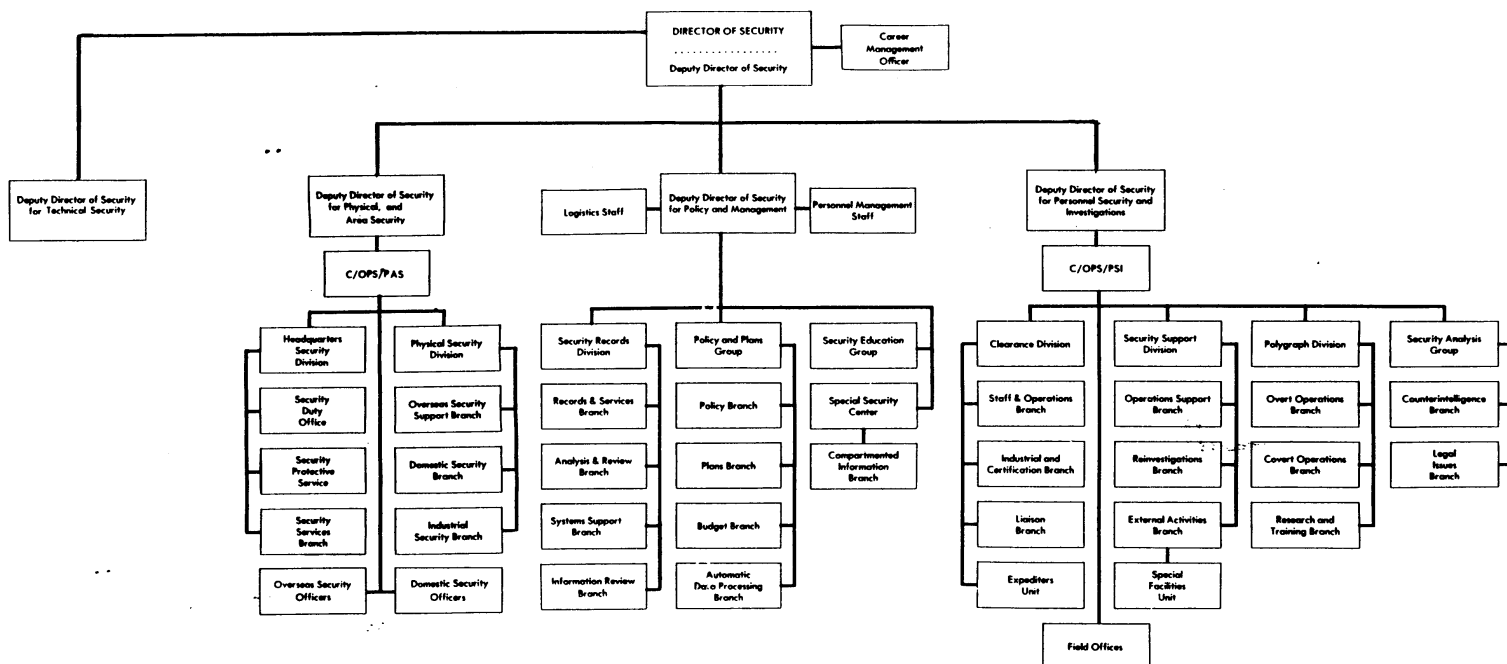 DIRECTOR OF SECURITY
. . . . . . . . . . . . . . . . .
Deputy Director of Security
Career
Management
Officer
Deputy Director of Security
for Technical Security
Deputy Director of Security
for Physical, and
Area Security
Logistics Staff
Deputy Director of Security
for Policy and Management
Personnel Management
Staff
Deputy Director of Security
for Personnel Security and
Investigations
C/OPS/PAS
C/OPS/PSI
Headquarters
Security
Division
Security
Duty
Office
Security
Protective
Service
Security
Services
Branch
Overseas Security
Officers
Physical Security
Division
Overseas Security
Support Branch
Domestic Security
Branch
Industrial
Security Branch
Domestic Security
Officers
Security Records
Division
Records & Services
Branch
Analysis & Review
Branch
Systems Support
Branch
Information Review
Branch
Policy and Plans
Group
Policy Branch
Plans Branch
Budget Branch
Automatic
Da.a Processing
Branch
Security Education
Group
Special Security
Center
Compartmented
Information
Branch
Clearance Division
Staff & Operations
Branch
Industrial and
Certification Branch
Liaison
Branch
Expediters
Unit
Security Support
Division
Operations Support
Branch
Reinvestigations
Branch
External Activities
Branch
Special
Facilities
Unit
Polygraph Division
Overt Operations
Branch
Covert Operations
Branch
Research and
Training Branch
Security Analysis
Group
Counterintelligence
Branch
Legal
Issues
Branch
Field Offices